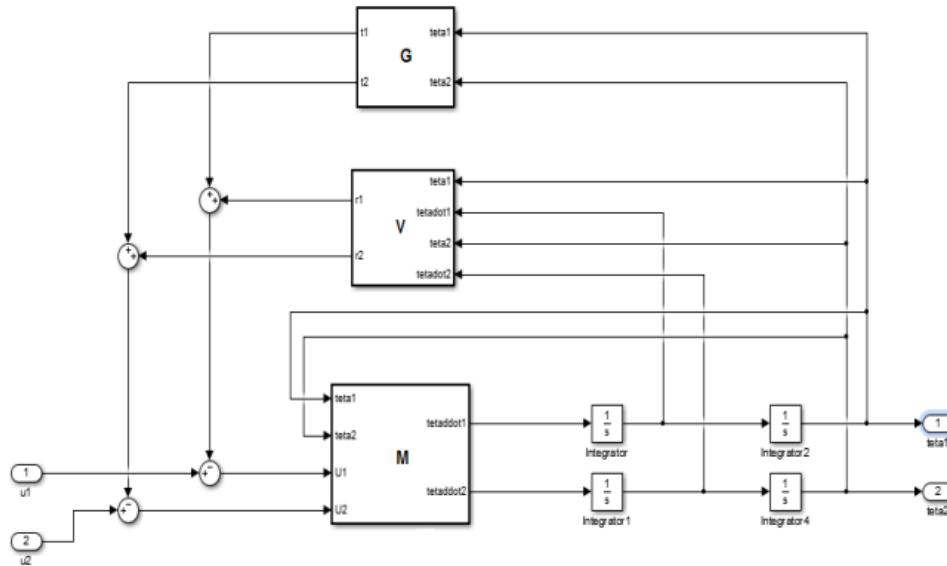 t1
teta1
G
t2
teta2
+
+
teta1
r1
tetadot1
V
teta2
r2
tetadot2
+
+
teta1
teta2
M
U1
U2
tetaddot1
tetaddot2
1
s
Integrator
1
s
Integrator2
1
s
Integrator1
1
s
Integrator4
1
teta1
2
teta2
1
u1
+
−
2
u2
+
−